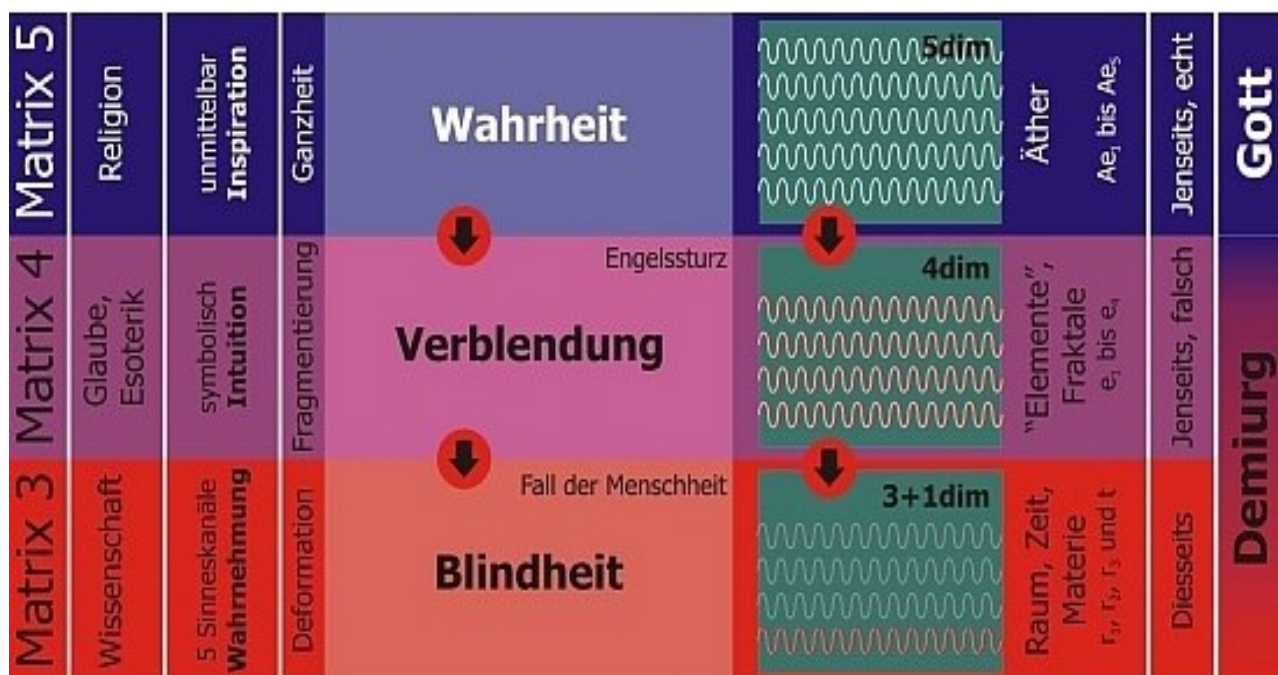 Matrix 5
Religion
unmittelbar
Inspiration
Ganzheit
Wahrheit
5dim
Äther
Ae₁ bis Ae₅
Jenseits, echt
Gott
Matrix 4
Glaube,
Esoterik
symbolisch
Intuition
Fragmentierung
Engelssturz
Verblendung
4dim
"Elemente",
Fraktale
e₁ bis e₄
Jenseits, falsch
Demiurg
Matrix 3
Wissenschaft
5 Sinneskanäle
Wahrnehmung
Deformation
Fall der Menschheit
Blindheit
3+1dim
Raum, Zeit,
Materie
r₁, r₂, r₃ und t
Diesseits